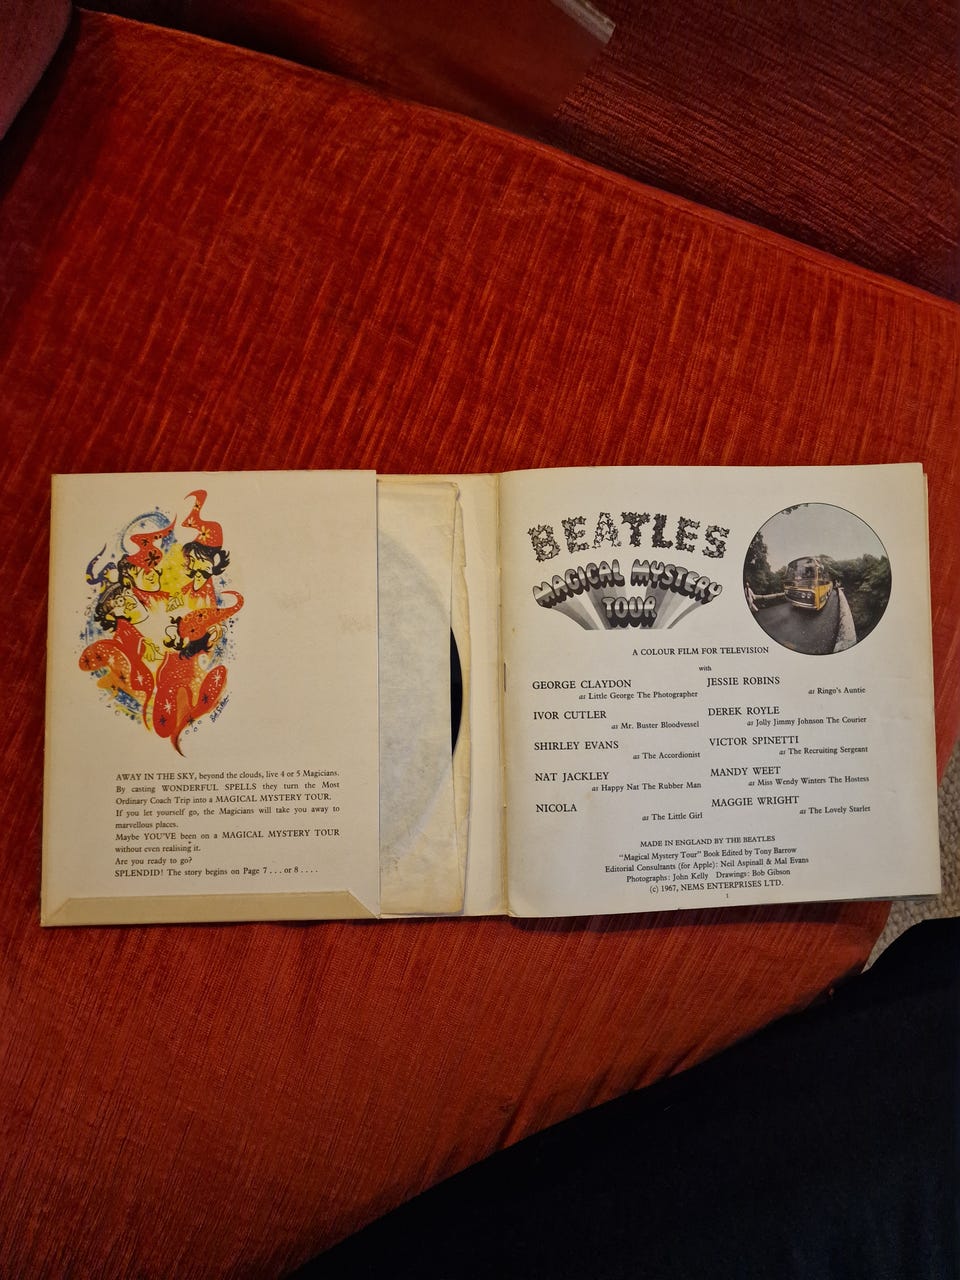 Bob Gibson
AWAY IN THE SKY, beyond the clouds, live 4 or 5 Magicians.
By casting WONDERFUL SPELLS they turn the Most
Ordinary Coach Trip into a MAGICAL MYSTERY TOUR.
If you let yourself go, the Magicians will take you away to
marvellous places.
Maybe YOU'VE been on a MAGICAL MYSTERY TOUR
without even realising it.
Are you ready to go?
SPLENDID! The story begins on Page 7 . . . or 8 . . . .
BEATLES
MAGICAL MYSTERY
TOUR
A COLOUR FILM FOR TELEVISION
with
GEORGE CLAYDON
as Little George The Photographer
JESSIE ROBINS
as Ringo's Auntie
IVOR CUTLER
as Mr. Buster Bloodvessel
DEREK ROYLE
as Jolly Jimmy Johnson The Courier
SHIRLEY EVANS
as The Accordionist
VICTOR SPINETTI
as The Recruiting Sergeant
NAT JACKLEY
as Happy Nat The Rubber Man
MANDY WEET
as Miss Wendy Winters The Hostess
NICOLA
as The Little Girl
MAGGIE WRIGHT
as The Lovely Starlet
MADE IN ENGLAND BY THE BEATLES
"Magical Mystery Tour" Book Edited by Tony Barrow
Editorial Consultants (for Apple): Neil Aspinall & Mal Evans
Photographs: John Kelly Drawings: Bob Gibson
(c) 1967, NEMS ENTERPRISES LTD.
1